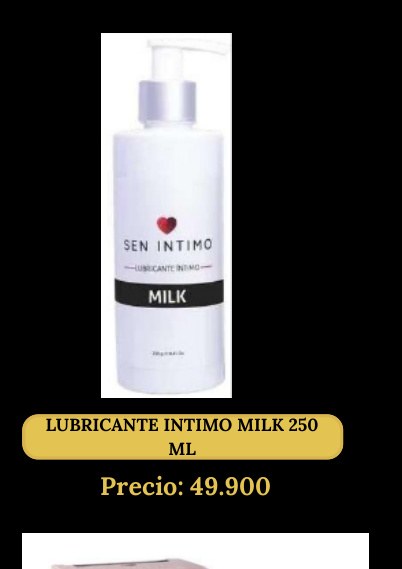 SEN INTIMO
LUBRICANTE INTIMO
MILK
LUBRICANTE INTIMO MILK 250
ML
Precio: 49.900